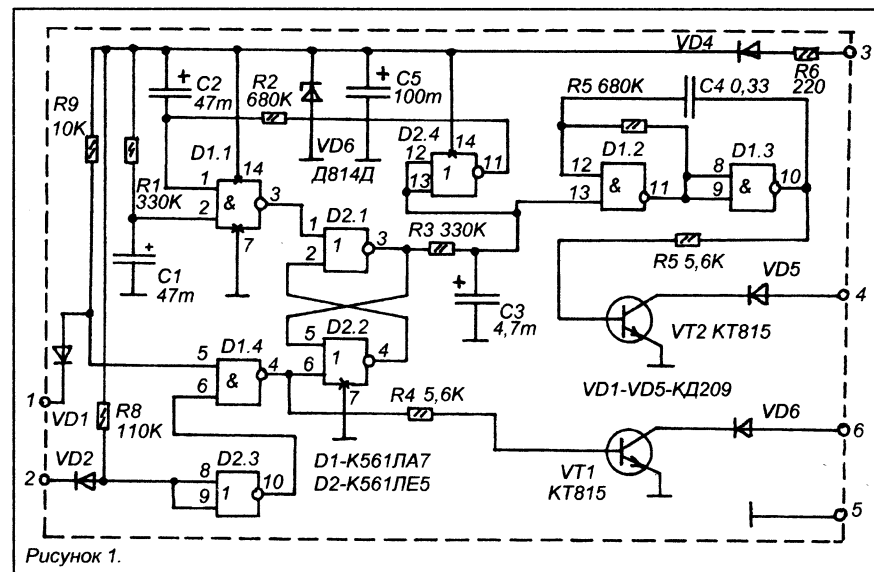 VD4
3
R6
220
C2
47m
R2
680K
C5
100m
R5 680K
C4 0,33
R9
10K
D1.1
14
VD6
Д814Д
D2.4
14
12
13
1
11
D1.2
D1.3
12
13
&
11
8
9
&
10
R1
330K
1
2
&
3
7
D2.1
1
2
1
3
R3 330K
R5 5,6K
C1
47m
C3
4,7m
VD5
4
VT2 КТ815
D2.2
5
6
1
4
7
D1.4
5
6
&
4
1
VD1
R8
110K
R4 5,6K
VD1-VD5-КД209
VD6
6
2
VD2
D2.3
8
9
1
10
D1-К561ЛА7
D2-К561ЛЕ5
VT1
КТ815
5
Рисунок 1.